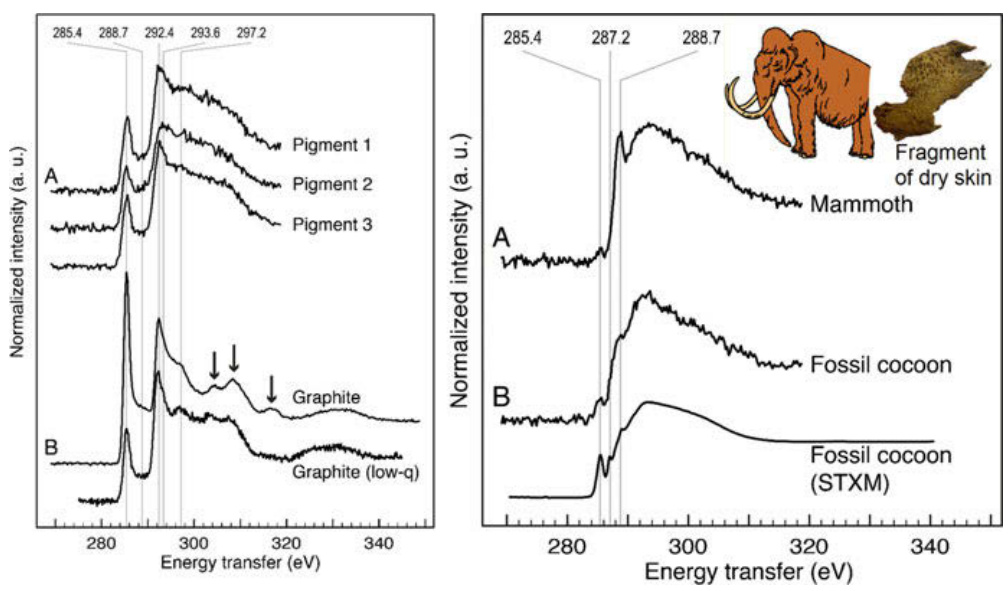 285.4 288.7 292.4 293.6 297.2
Normalized intensity (a. u.)
A
Pigment 1
Pigment 2
Pigment 3
B
Graphite
Graphite (low-q)
280 300 320 340
Energy transfer (eV)
285.4 287.2 288.7
Normalized intensity (a. u.)
Fragment
of dry skin
A
Mammoth
B
Fossil cocoon
Fossil cocoon
(STXM)
280 300 320 340
Energy transfer (eV)